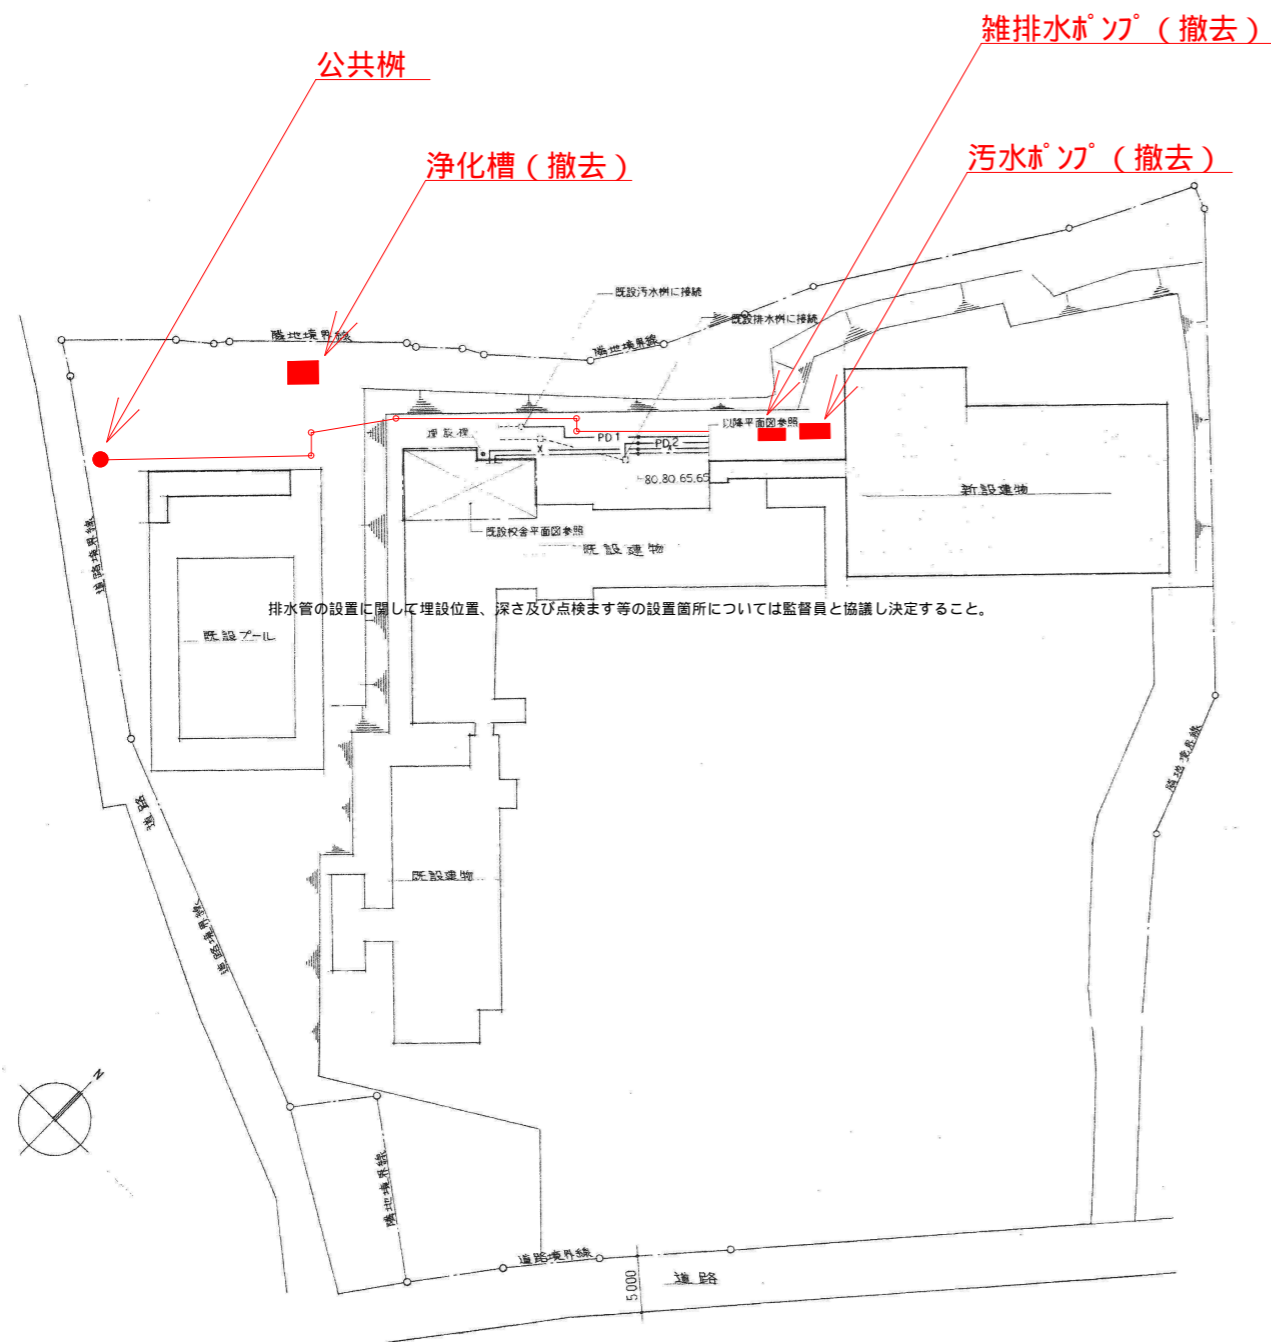 雑排水ﾎﾟﾝﾌﾟ（撤去）
公共桝
汚水ﾎﾟﾝﾌﾟ（撤去）
浄化槽（撤去）
既設汚水桝に接続
既設排水桝に接続
隣地境界線
隣地境界線
以降平面図参照
PD1
PD2
埋設標
X
80,80,65,65
新設建物
既設校舎平面図参照
既設建物
道路境界線
排水管の設置に関して埋設位置、深さ及び点検ます等の設置箇所については監督員と協議し決定すること。
既設プール
隣地境界線
道路
既設建物
道路境界線
N
隣地境界線
道路境界線
道路
5000